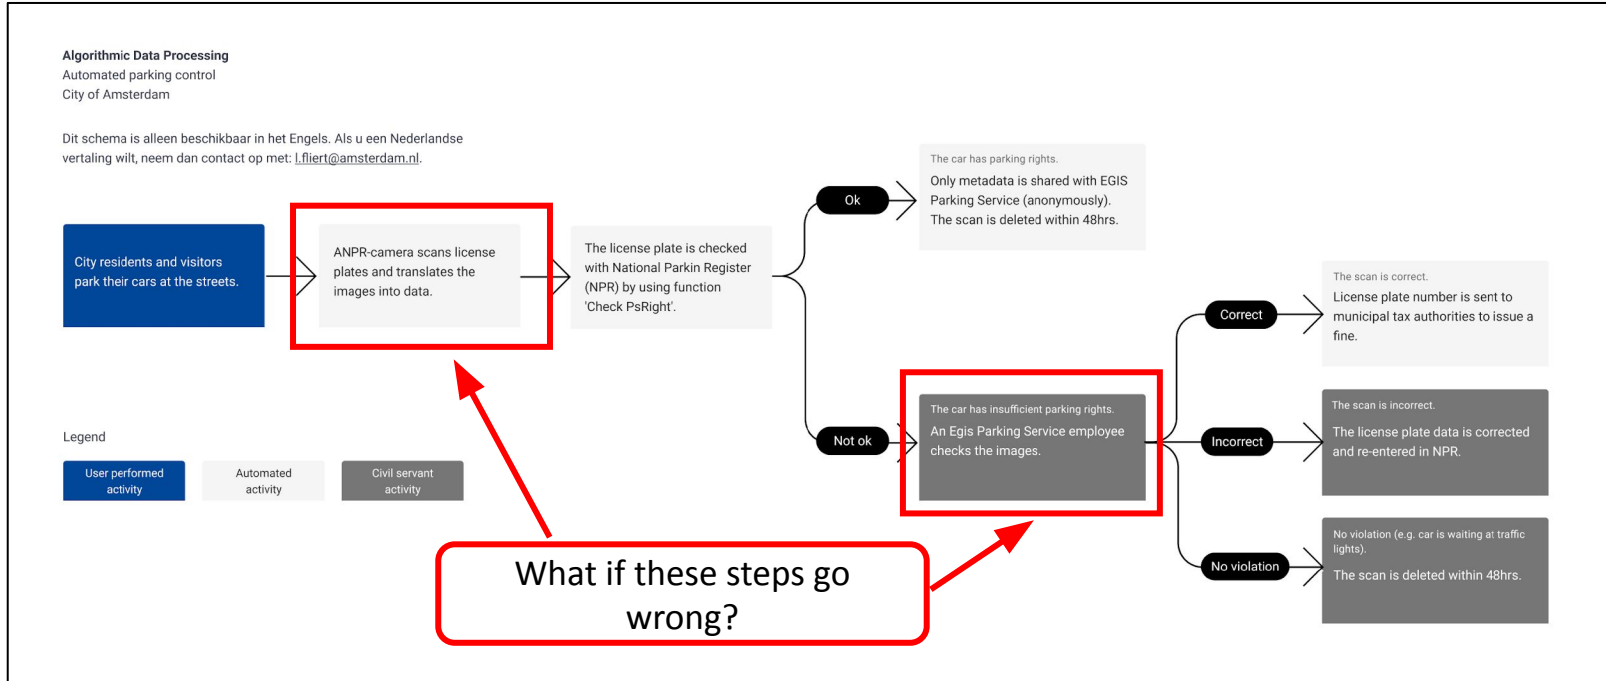 Algorithmic Data Processing
Automated parking control
City of Amsterdam
Dit schema is alleen beschikbaar in het Engels. Als u een Nederlandse
vertaling wilt, neem dan contact op met: l.fliert@amsterdam.nl.
City residents and visitors
park their cars at the streets.
ANPR-camera scans license
plates and translates the
images into data.
The license plate is checked
with National Parkin Register
(NPR) by using function
'Check PsRight'.
Ok
The car has parking rights.
Only metadata is shared with EGIS
Parking Service (anonymously).
The scan is deleted within 48hrs.
Not ok
The car has insufficient parking rights.
An Egis Parking Service employee
checks the images.
Correct
The scan is correct.
License plate number is sent to
municipal tax authorities to issue a
fine.
Incorrect
The scan is incorrect.
The license plate data is corrected
and re-entered in NPR.
No violation
No violation (e.g. car is waiting at traffic
lights).
The scan is deleted within 48hrs.
Legend
User performed
activity
Automated
activity
Civil servant
activity
What if these steps go
wrong?